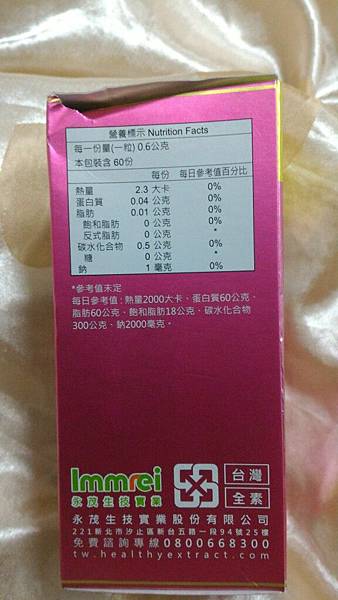 營養標示 Nutrition Facts
每一份量(一粒) 0.6公克
本包裝含 60份
每份 每日參考值百分比
熱量 2.3 大卡 0%
蛋白質 0.04 公克 0%
脂肪 0.01 公克 0%
飽和脂肪 0 公克 0%
反式脂肪 0 公克 *
碳水化合物 0.5 公克 0%
糖 0 公克 *
鈉 1 毫克 0%
*參考值未定
每日參考值:熱量2000大卡、蛋白質60公克、
脂肪60公克、飽和脂肪18公克、碳水化合物
300公克、鈉2000毫克。
Immrei
永茂生技實業
台灣
全素
永茂生技實業股份有限公司
221新北市汐止區新台五路一段94號25樓
免費諮詢專線0800668300
tw.healthyextract.com